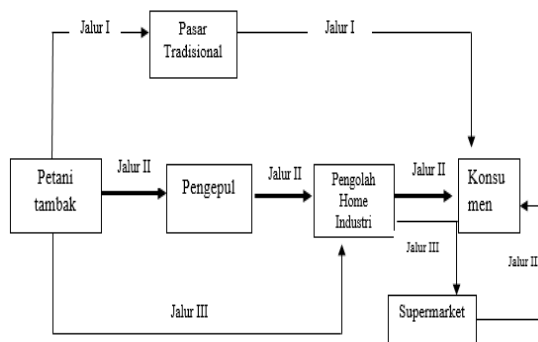 Jalur I
Pasar
Tradisional
Jalur I
Petani
tambak
Jalur II
Pengepul
Jalur II
Pengolah
Home
Industri
Jalur II
Konsu
men
Jalur III
Jalur II
Jalur III
Supermarket